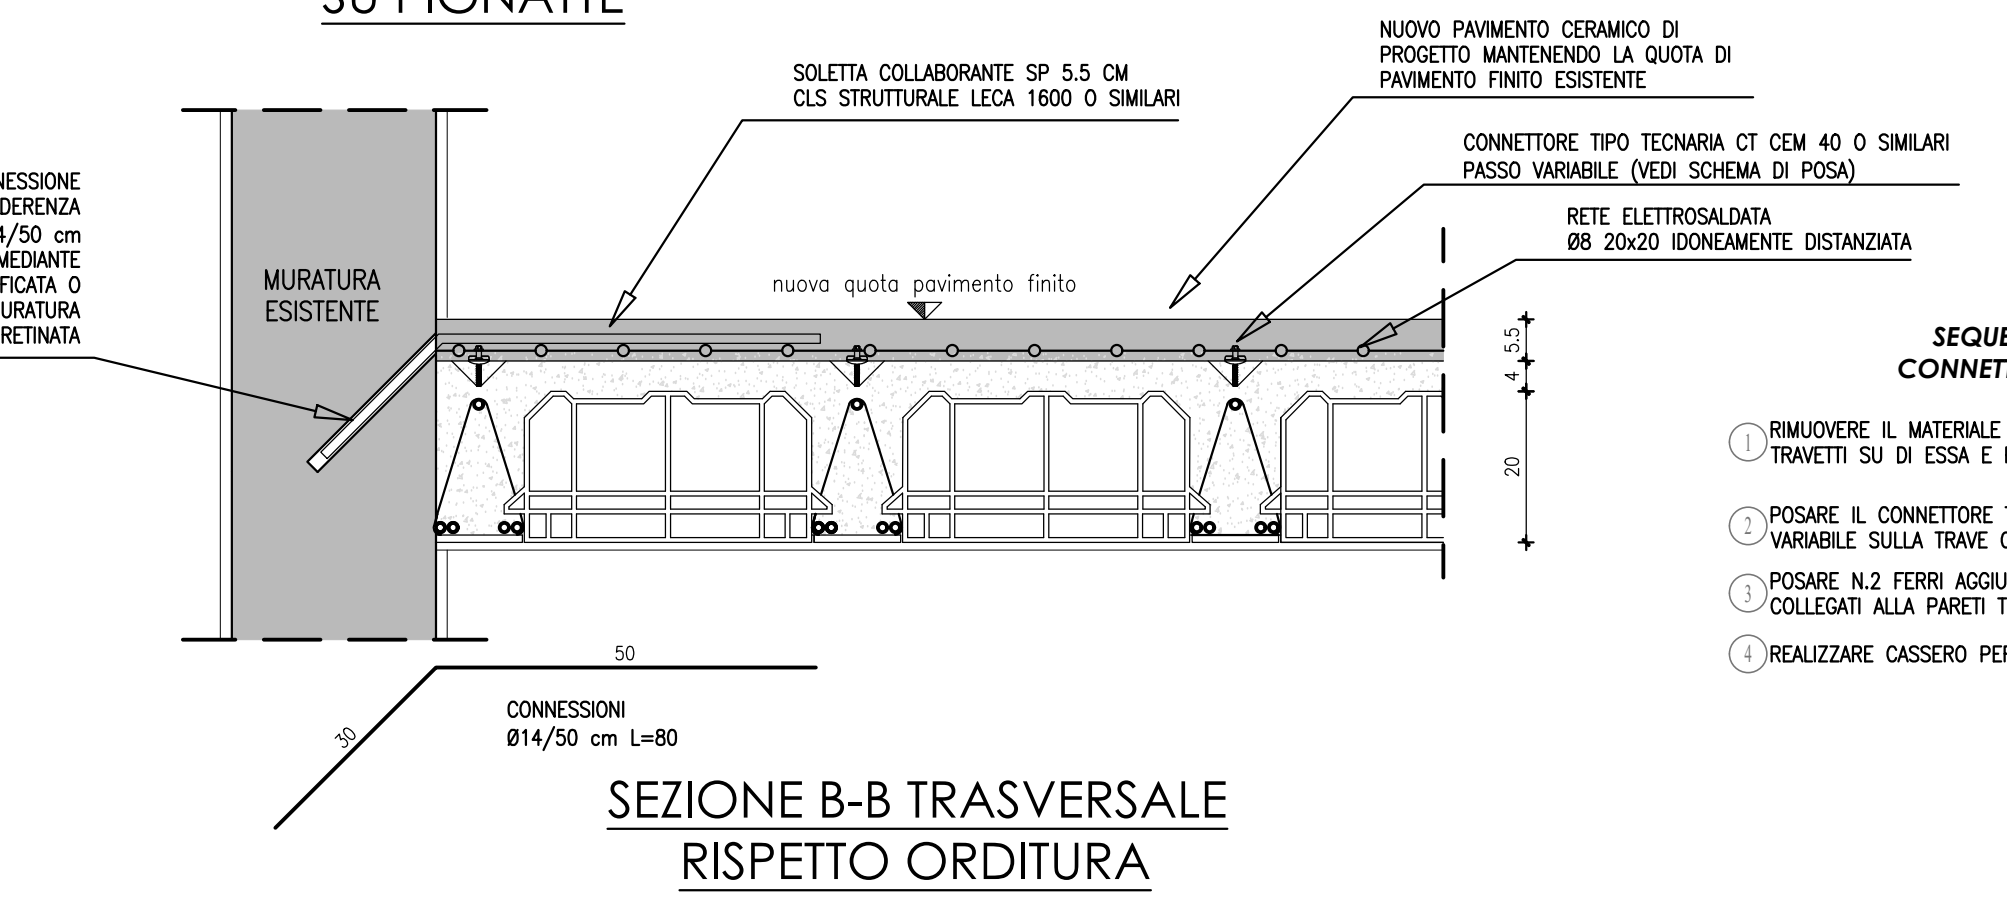 SOLETTA COLLABORANTE SP 5.5 CM
CLS STRUTTURALE LECA 1600 O SIMILARI
NUOVO PAVIMENTO CERAMICO DI
PROGETTO MANTENENDO LA QUOTA DI
PAVIMENTO FINITO ESISTENTE
CONNETTORE TIPO TECNARIA CT CEM 40 O SIMILARI
PASSO VARIABILE (VEDI SCHEMA DI POSA)
RETE ELETTROSALDATA
Ø8 20x20 IDONEAMENTE DISTANZIATA
/50 cm
MEDIANTE
O
MURATURA
ESISTENTE
nuova quota pavimento finito
5.5
4
20
1 RIMUOVERE IL MATERIALE
TRAVETTI SU DI ESSA E
2 POSARE IL CONNETTORE
VARIABILE SULLA TRAVE
3 POSARE N.2 FERRI
COLLEGATI ALLA PARETI
4 REALIZZARE CASSERO
50
30
CONNESSIONI
Ø14/50 cm L=80
SEZIONE B-B TRASVERSALE
RISPETTO ORDITURA